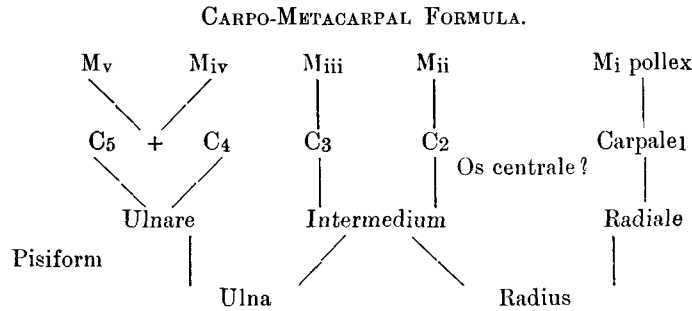 CARPO-METACARPAL FORMULA.
Mv Miv Miii Mii Mi pollex
C5 + C4 C3 C2 Carpale1
Os centrale?
Ulnare Intermedium Radiale
Pisiform
Ulna Radius